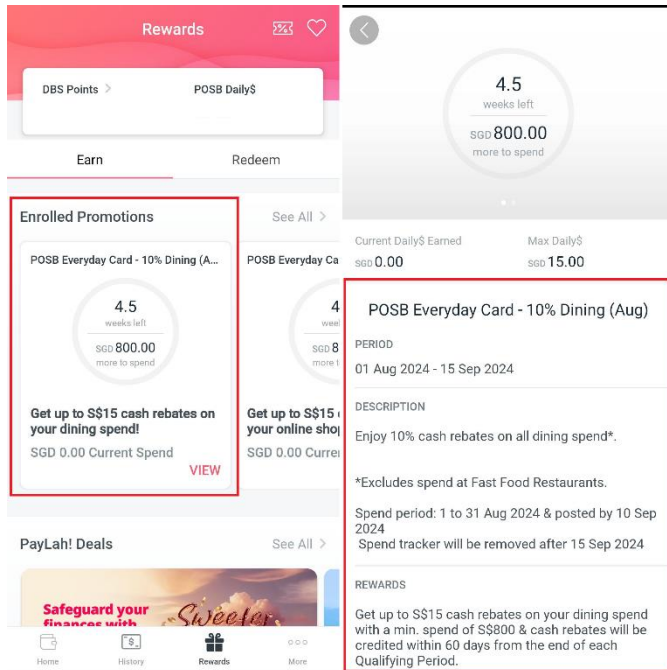 Rewards
DBS Points >
POSB Daily$
Earn
Redeem
Enrolled Promotions
See All >
POSB Everyday Card - 10% Dining (A...
4.5
weeks left
SGD 800.00
more to spend
Get up to S$15 cash rebates on
your dining spend!
SGD 0.00 Current Spend
VIEW
POSB Everyday Ca
4
wee
SGD 8
more t
Get up to S$15
your online sho
SGD 0.00 Curre
PayLah! Deals
See All >
Safeguard your
finances with
Sweeter
Home
History
Rewards
More
4.5
weeks left
SGD 800.00
more to spend
Current Daily$ Earned
SGD 0.00
Max Daily$
SGD 15.00
POSB Everyday Card - 10% Dining (Aug)
PERIOD
01 Aug 2024 - 15 Sep 2024
DESCRIPTION
Enjoy 10% cash rebates on all dining spend*.
*Excludes spend at Fast Food Restaurants.
Spend period: 1 to 31 Aug 2024 & posted by 10 Sep
2024
Spend tracker will be removed after 15 Sep 2024
REWARDS
Get up to S$15 cash rebates on your dining spend
with a min. spend of S$800 & cash rebates will be
credited within 60 days from the end of each
Qualifying Period.